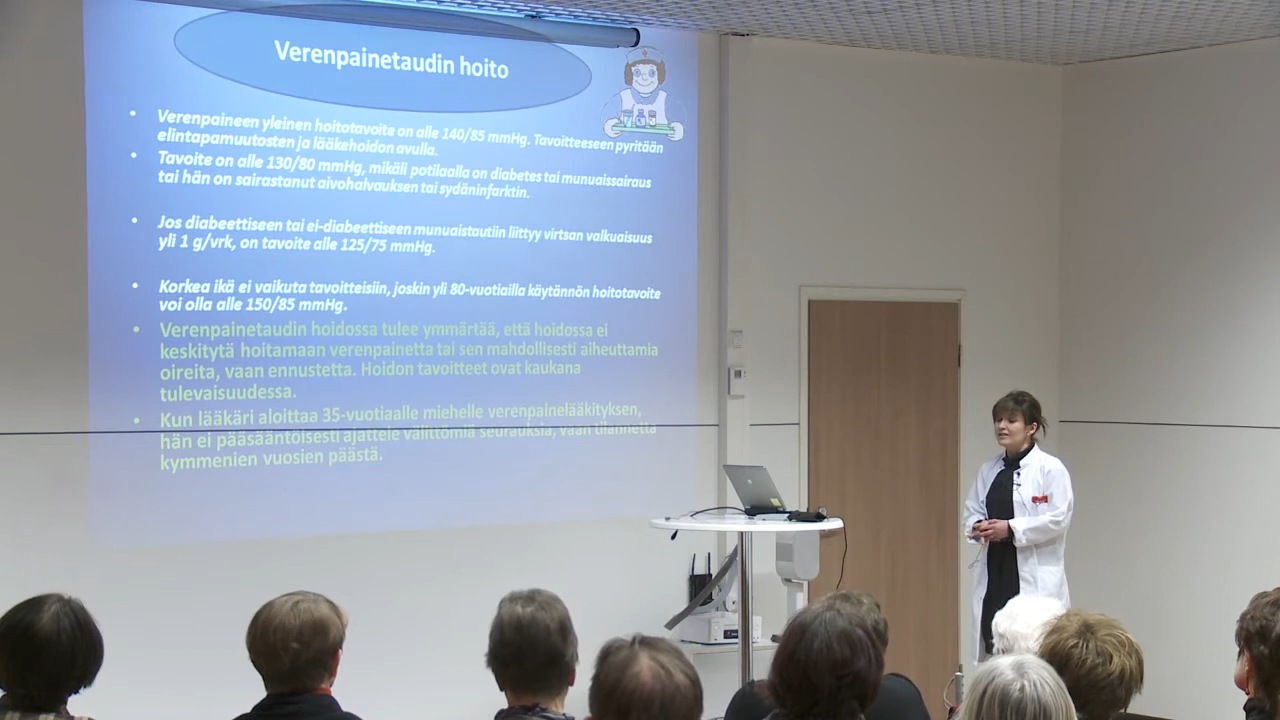 Verenpainetaudin hoito
• Verenpaineen yleinen hoitotavoite on alle 140/85 mmHg. Tavoitteeseen pyritään
elintapamuutosten ja lääkehoidon avulla.
• Tavoite on alle 130/80 mmHg, mikäli potilaalla on diabetes tai munuaissairaus
tai hän on sairastanut aivohalvauksen tai sydäninfarktin.
• Jos diabeettiseen tai ei-diabeettiseen munuaistautiin liittyy virtsan valkuaisuus
yli 1 g/vrk, on tavoite alle 125/75 mmHg.
• Korkea ikä ei vaikuta tavoitteisiin, joskin yli 80-vuotiailla käytännön hoitotavoite
voi olla alle 150/85 mmHg.
• Verenpainetaudin hoidossa tulee ymmärtää, että hoidossa ei
keskitytä hoitamaan verenpainetta tai sen mahdollisesti aiheuttamia
oireita, vaan ennustetta. Hoidon tavoitteet ovat kaukana
tulevaisuudessa.
• Kun lääkäri aloittaa 35-vuotiaalle miehelle verenpainelääkityksen,
hän ei pääsääntöisesti ajattele välittömiä seurauksia, vaan tilannetta
kymmenien vuosien päästä.